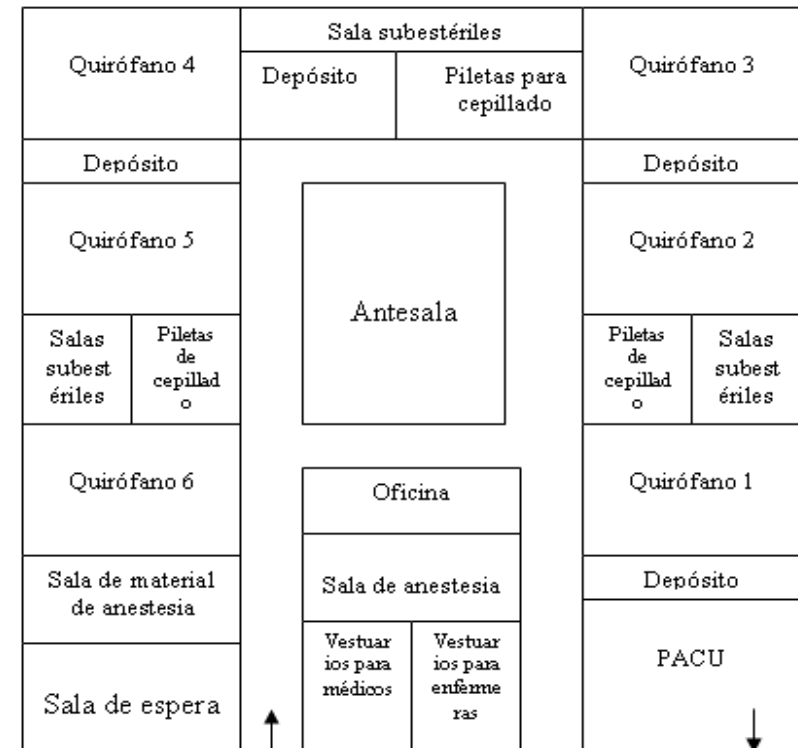 Sala subestériles
Quirófano 4
Depósito
Piletas para
cepillado
Quirófano 3
Depósito
Depósito
Quirófano 5
Quirófano 2
Antesala
Salas
subest
ériles
Piletas
de
cepillad
o
Piletas
de
cepillad
o
Salas
subest
ériles
Quirófano 6
Oficina
Quirófano 1
Sala de material
de anestesia
Sala de anestesia
Depósito
Vestuar
ios para
médicos
Vestuar
ios para
enferme
ras
PACU
Sala de espera